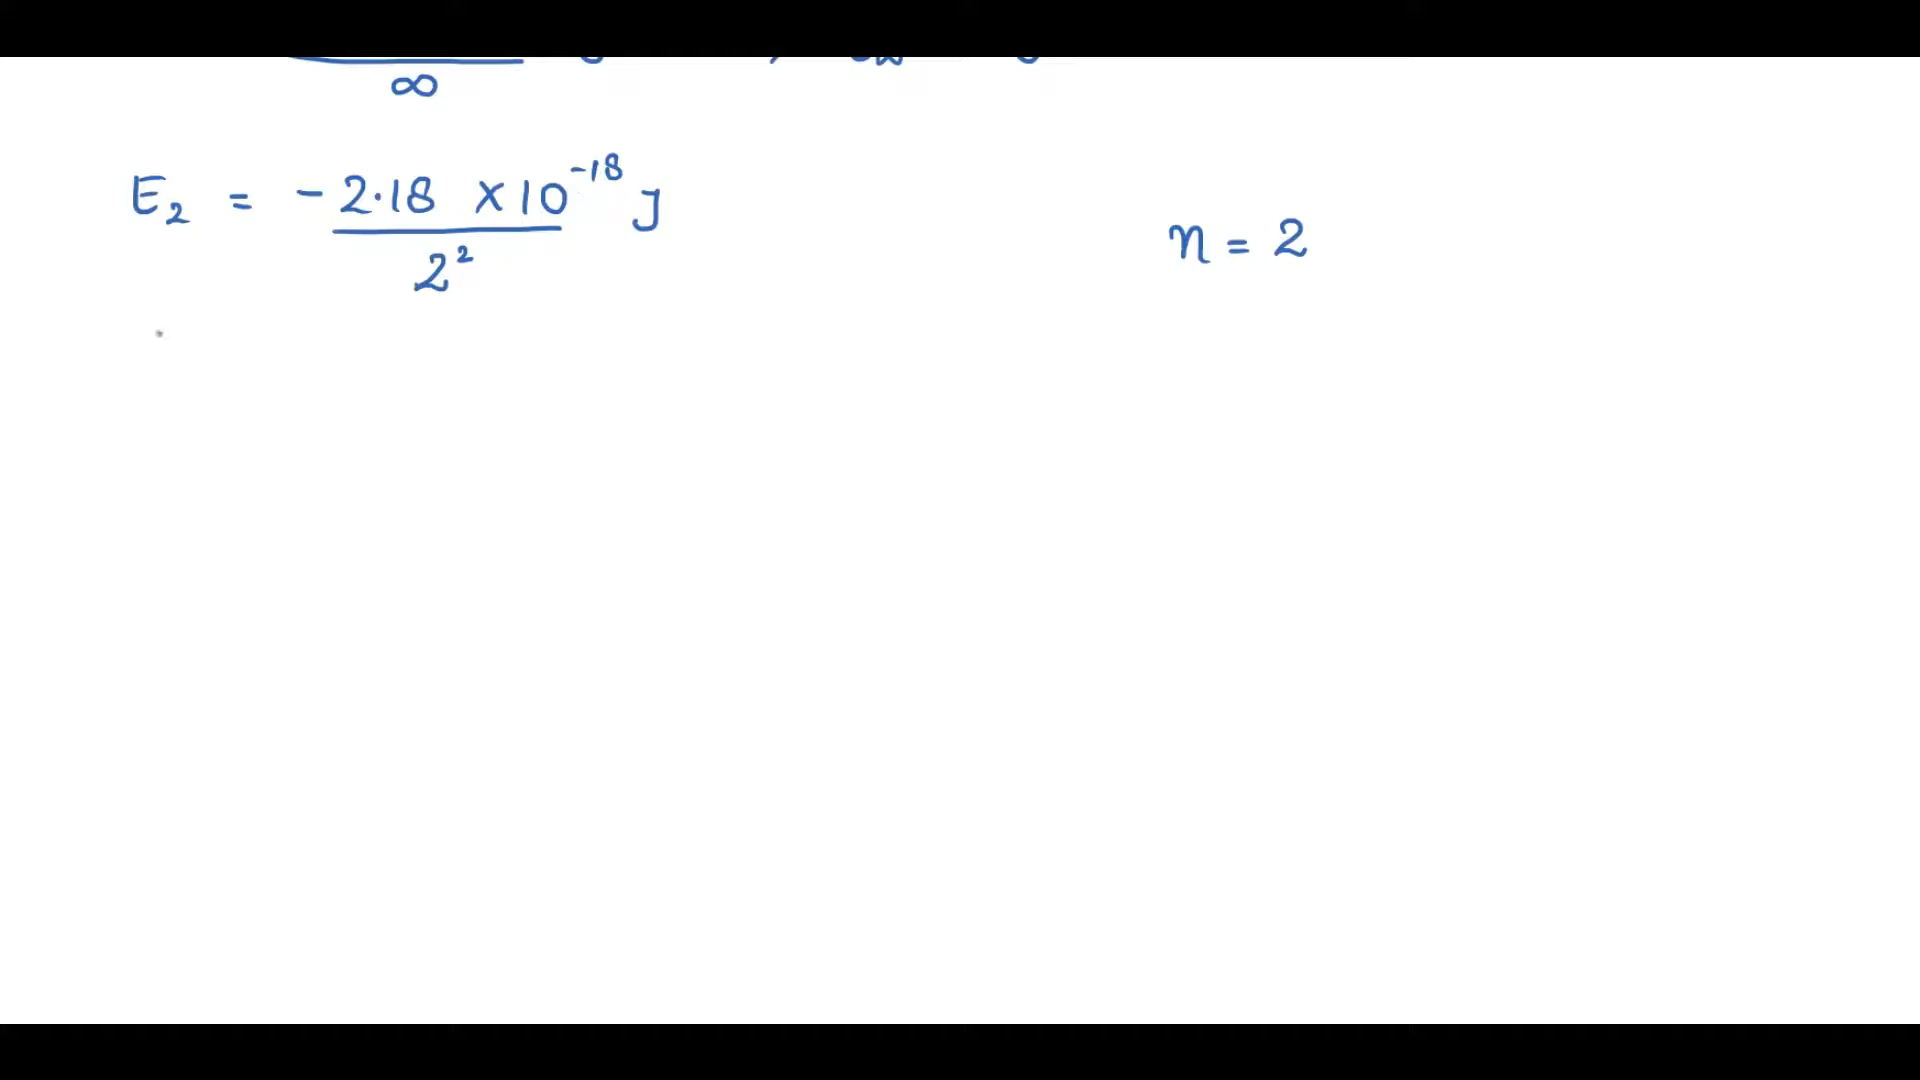 ∞
E₂ = - 2.18 × 10⁻¹⁸ J
2²
n = 2